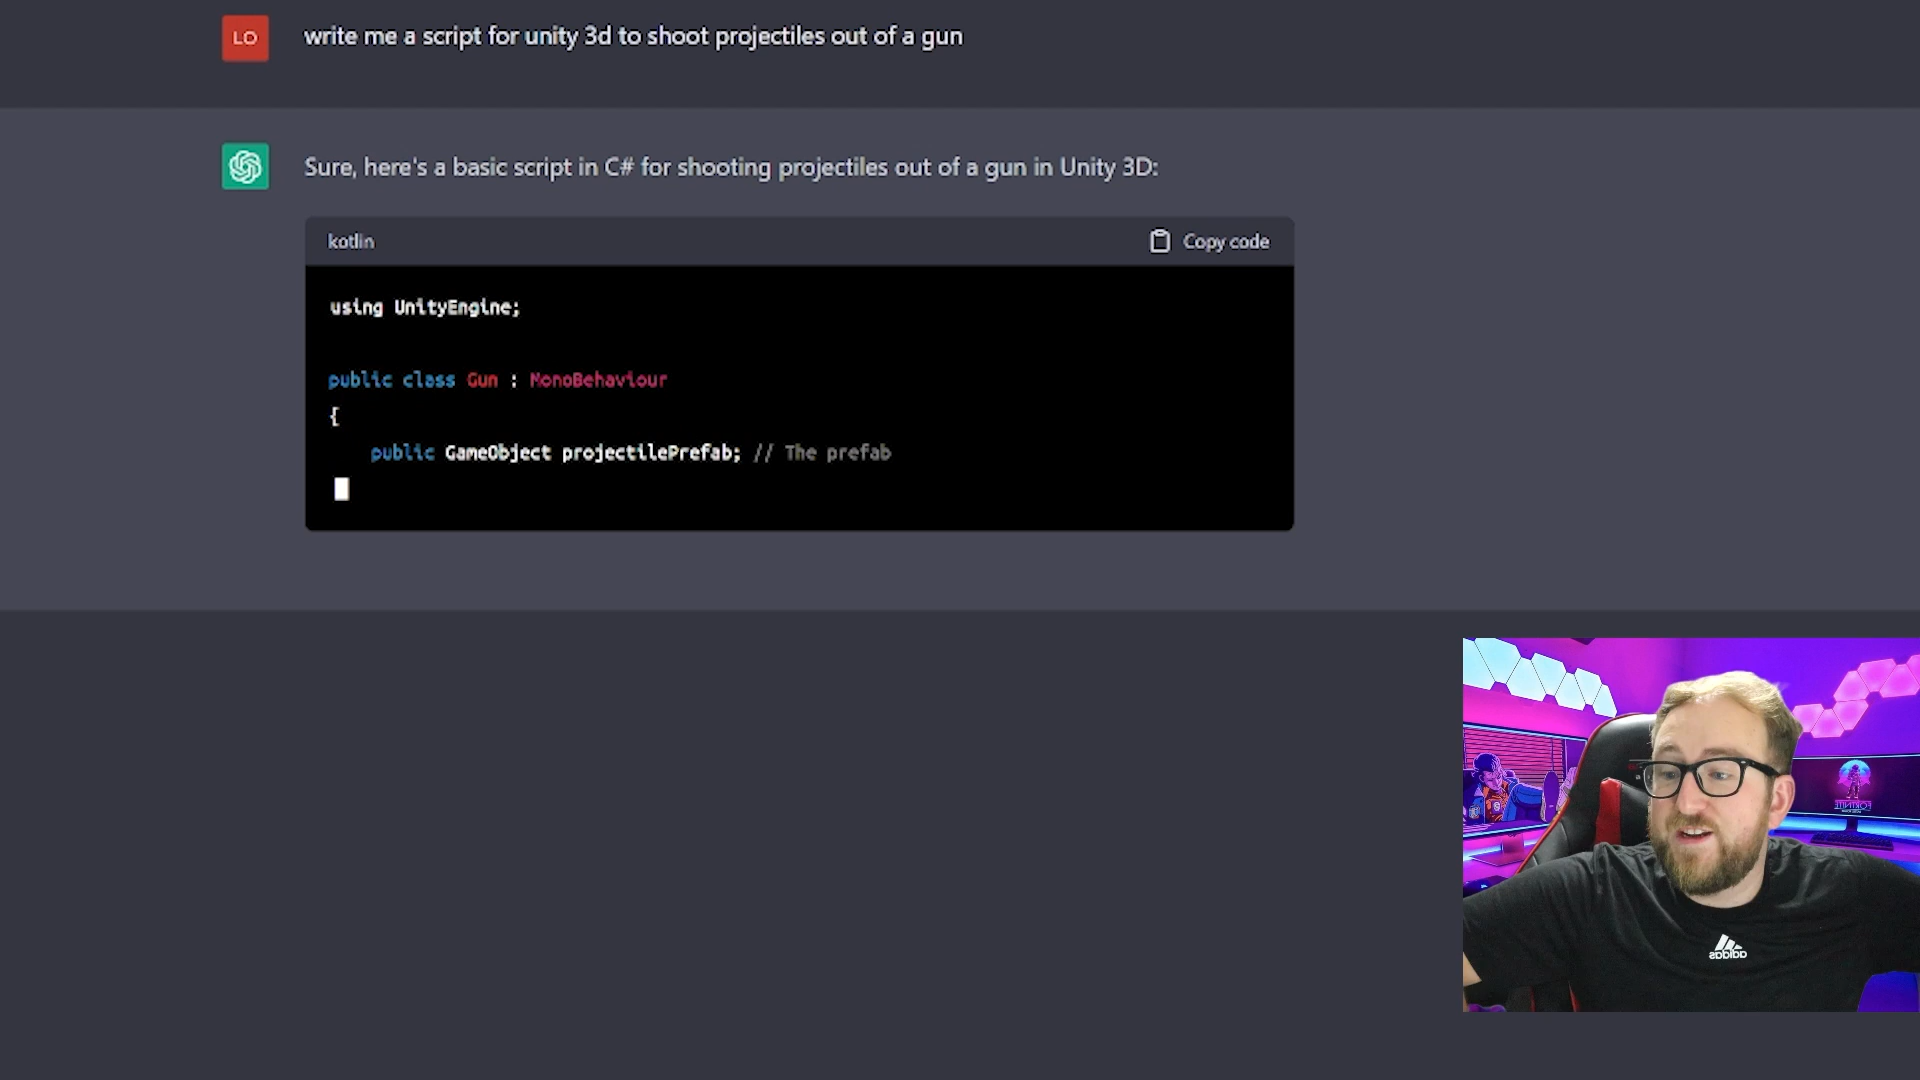 LO
write me a script for unity 3d to shoot projectiles out of a gun
Sure, here's a basic script in C# for shooting projectiles out of a gun in Unity 3D:
kotlin
Copy code
using UnityEngine;
public class Gun : MonoBehaviour
{
public GameObject projectilePrefab; // The prefab
FORTNITE
adidas